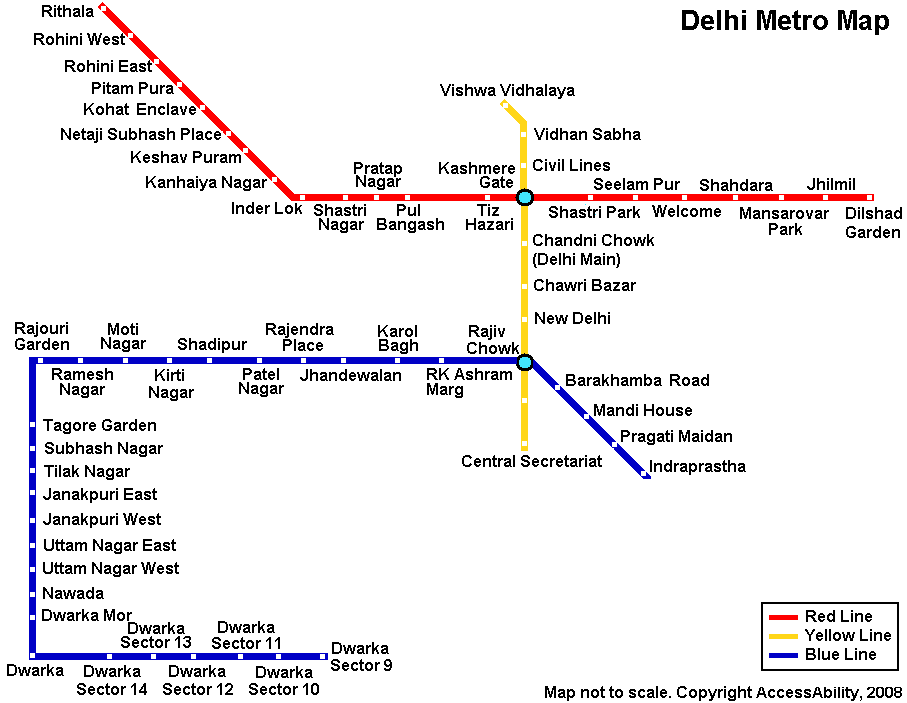 Delhi Metro Map
Rithala
Rohini West
Rohini East
Pitam Pura
Kohat Enclave
Netaji Subhash Place
Keshav Puram
Kanhaiya Nagar
Inder Lok
Shastri
Nagar
Pratap
Nagar
Pul
Bangash
Tiz
Hazari
Kashmere
Gate
Shastri Park
Seelam Pur
Welcome
Shahdara
Mansarovar
Park
Jhilmil
Dilshad
Garden
Vishwa Vidhalaya
Vidhan Sabha
Civil Lines
Chandni Chowk
(Delhi Main)
Chawri Bazar
New Delhi
Rajiv
Chowk
Central Secretariat
Barakhamba Road
Mandi House
Pragati Maidan
Indraprastha
RK Ashram
Marg
Karol
Bagh
Jhandewalan
Rajendra
Place
Patel
Nagar
Shadipur
Kirti
Nagar
Moti
Nagar
Ramesh
Nagar
Rajouri
Garden
Tagore Garden
Subhash Nagar
Tilak Nagar
Janakpuri East
Janakpuri West
Uttam Nagar East
Uttam Nagar West
Nawada
Dwarka Mor
Dwarka
Dwarka
Sector 14
Dwarka
Sector 13
Dwarka
Sector 12
Dwarka
Sector 11
Dwarka
Sector 10
Dwarka
Sector 9
Red Line
Yellow Line
Blue Line
Map not to scale. Copyright AccessAbility, 2008